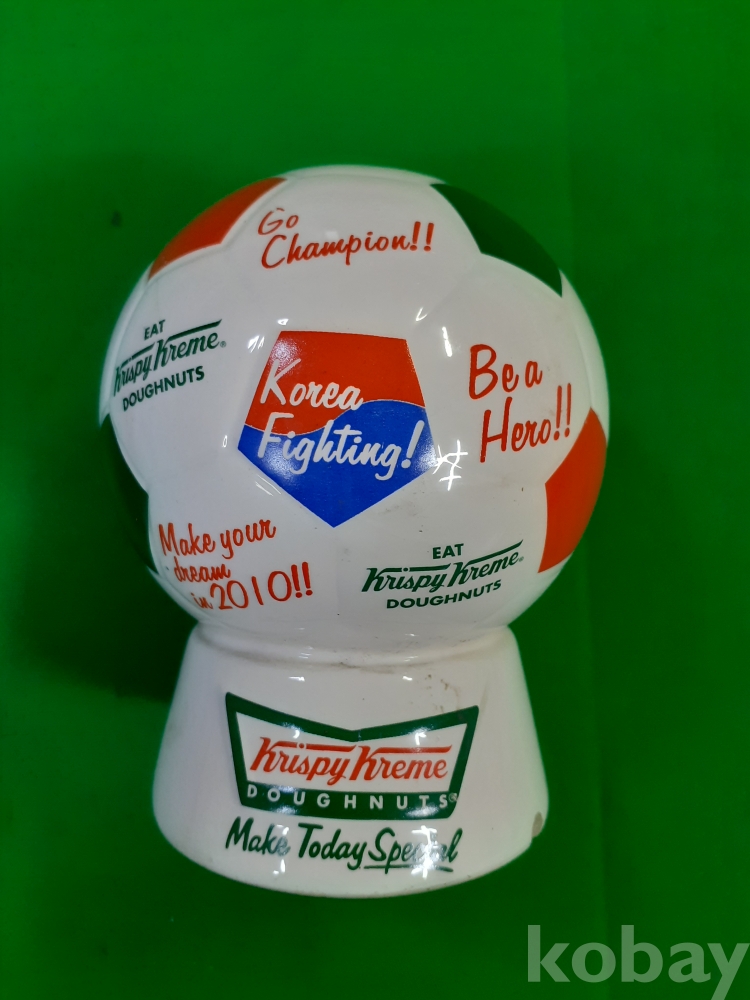 Go
Champion!!
EAT
Krispy Kreme®
DOUGHNUTS
Korea
Fighting!
Be a
Hero!!
Make your
dream
in 2010!!
EAT
Krispy Kreme®
DOUGHNUTS
Krispy Kreme
DOUGHNUTS®
Make Today Special
kobay